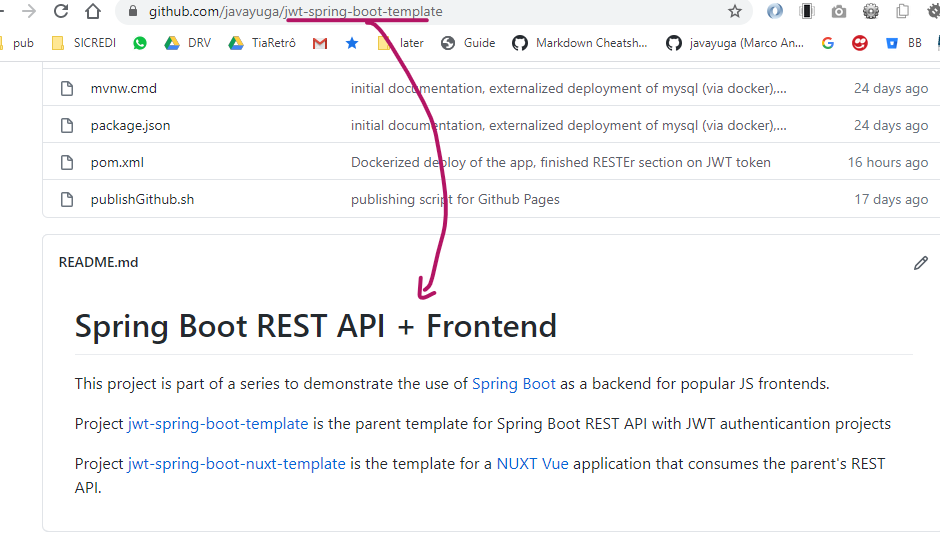 github.com/javayuga/jwt-spring-boot-template
pub SICREDI DRV TiaRetrô later Guide Markdown Cheatsh... javayuga (Marco An... BB
mvnw.cmd initial documentation, externalized deployment of mysql (via docker),... 24 days ago
package.json initial documentation, externalized deployment of mysql (via docker),... 24 days ago
pom.xml Dockerized deploy of the app, finished RESTEr section on JWT token 16 hours ago
publishGithub.sh publishing script for Github Pages 17 days ago
README.md
Spring Boot REST API + Frontend
This project is part of a series to demonstrate the use of Spring Boot as a backend for popular JS frontends.
Project jwt-spring-boot-template is the parent template for Spring Boot REST API with JWT authenticantion projects
Project jwt-spring-boot-nuxt-template is the template for a NUXT Vue application that consumes the parent's REST
API.